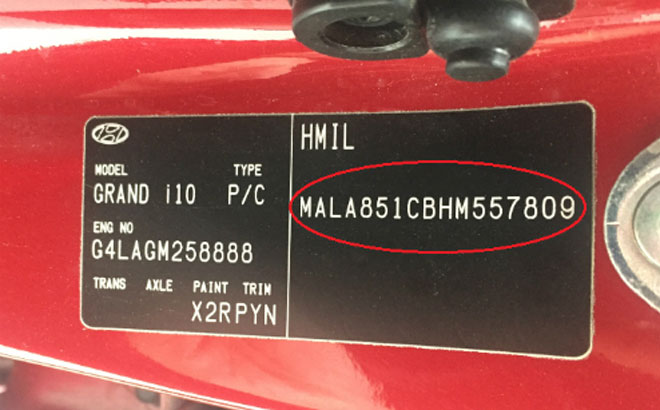 HMIL
MODEL TYPE
GRAND i10 P/C
MALA851CBHM557809
ENG NO
G4LAGM258888
TRANS AXLE PAINT TRIM
X2RPYN